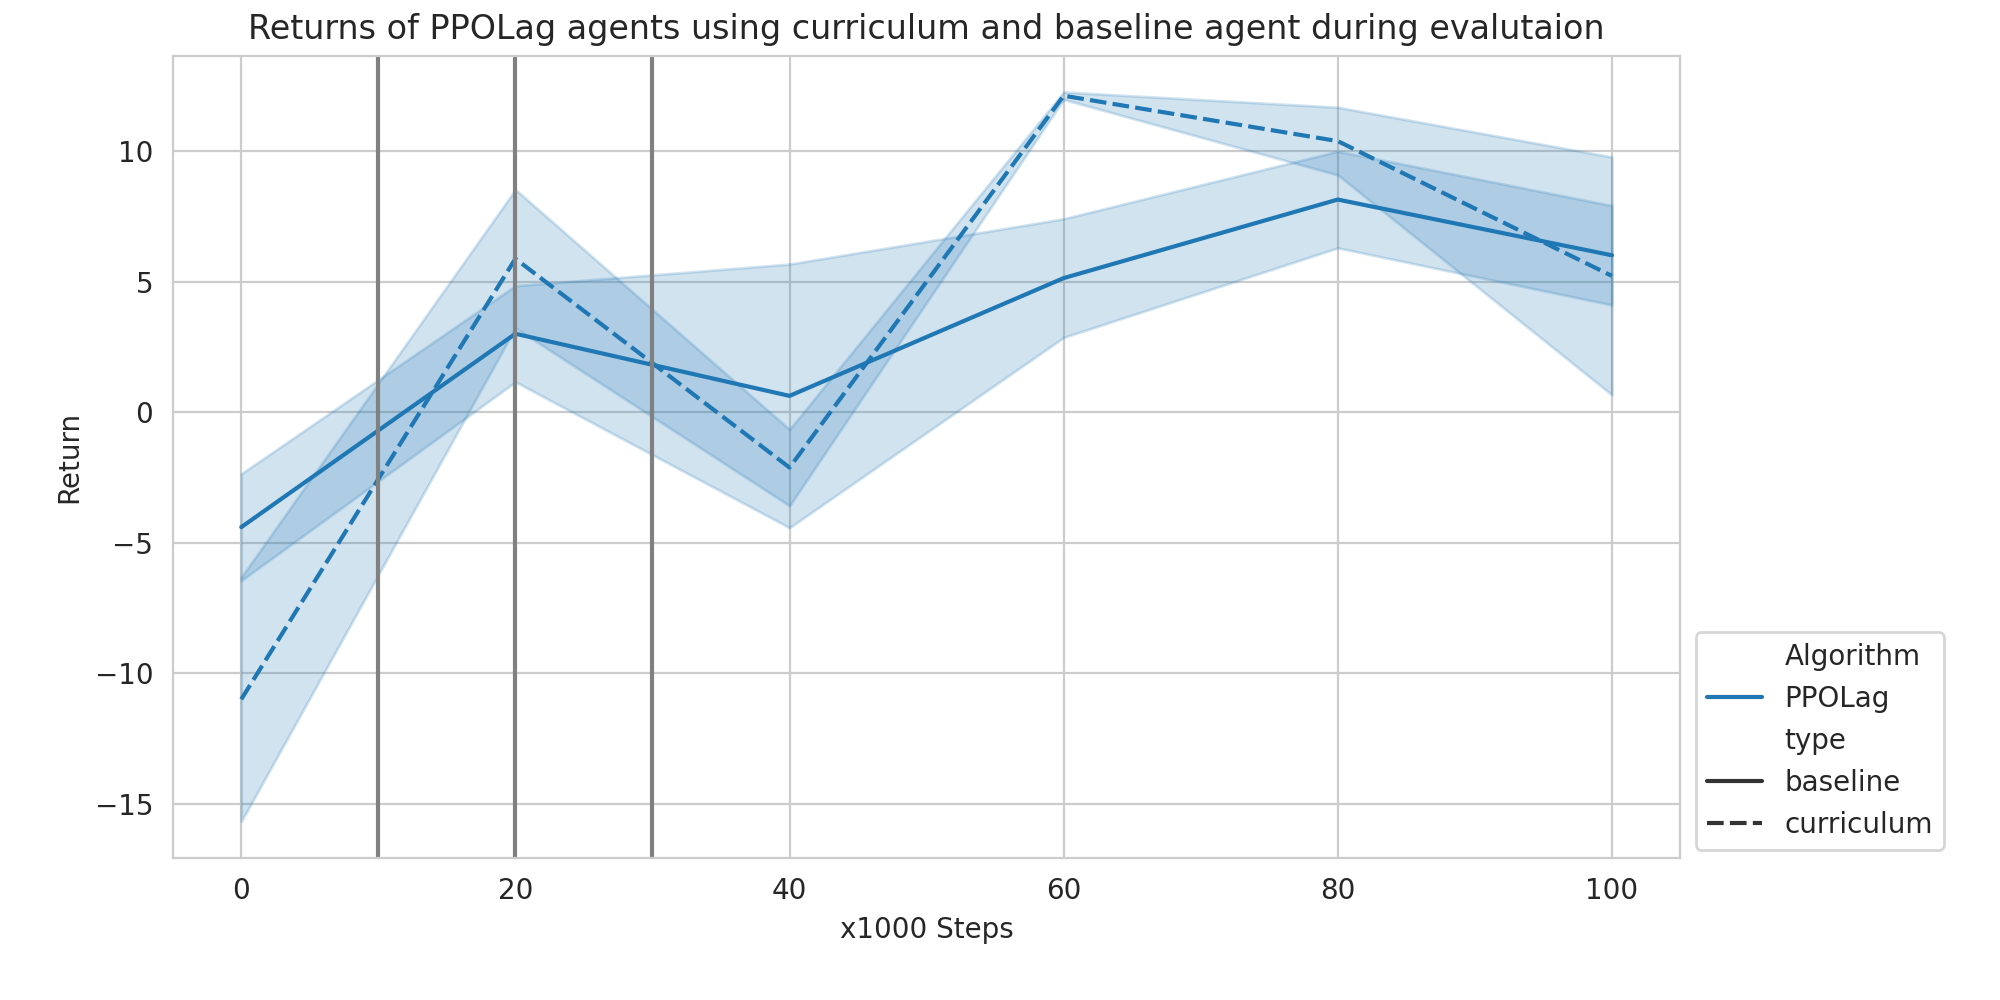 Returns of PPOLag agents using curriculum and baseline agent during evalutaion
Return
10
5
0
−5
−10
−15
0 20 40 60 80 100
x1000 Steps
Algorithm
PPOLag
type
baseline
curriculum